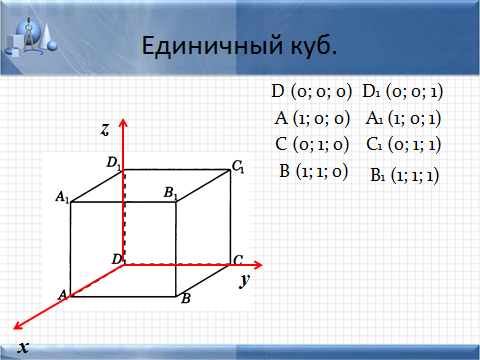 Единичный куб.
D (0; 0; 0) D₁ (0; 0; 1)
A (1; 0; 0) A₁ (1; 0; 1)
C (0; 1; 0) C₁ (0; 1; 1)
B (1; 1; 0) B₁ (1; 1; 1)
z
D₁
C₁
A₁
B₁
D
C
y
A
B
x